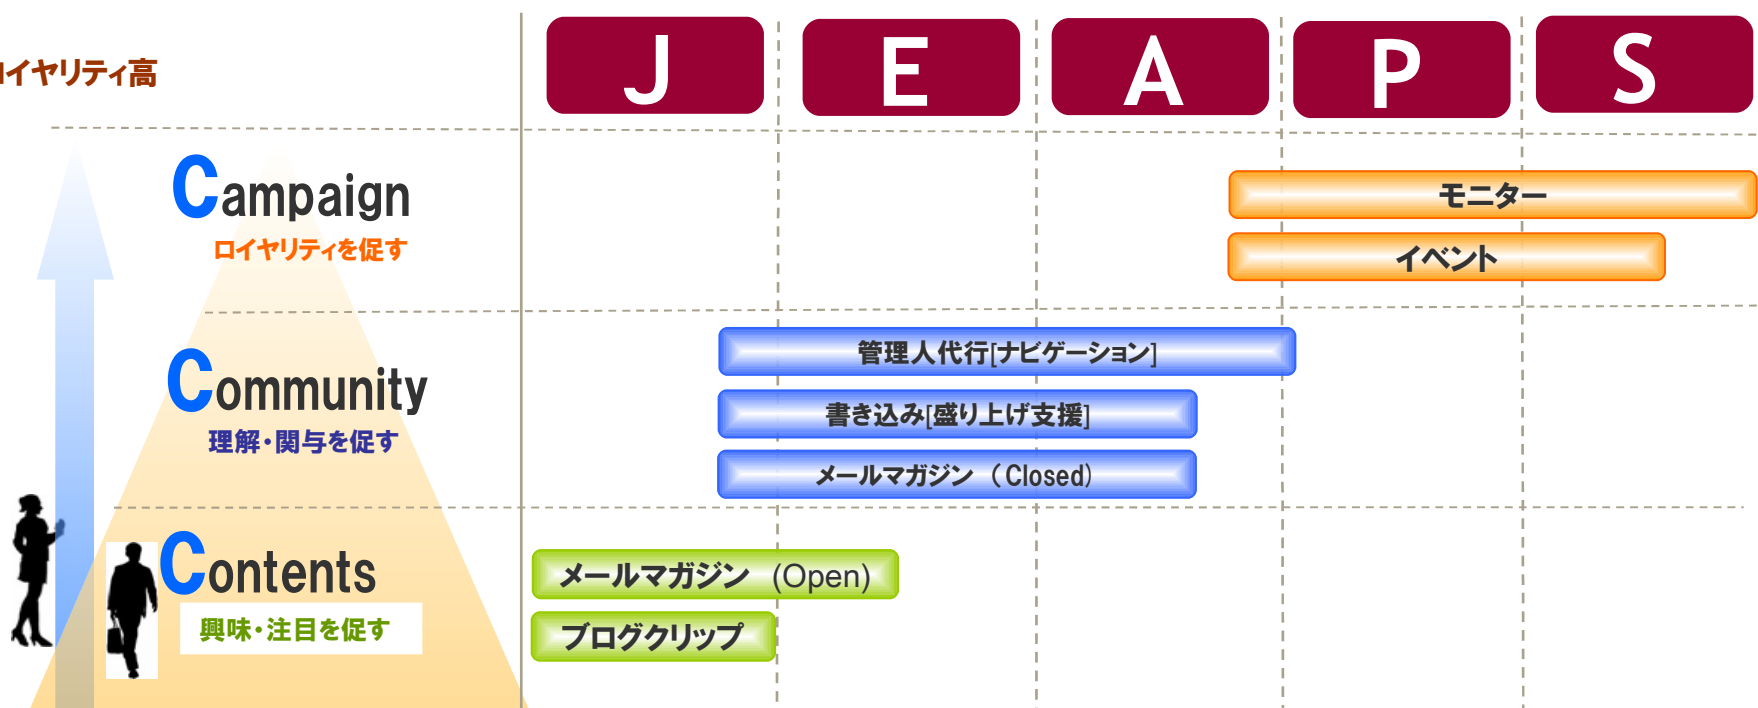 J E A P S
ロイヤリティ高
Campaign
ロイヤリティを促す
モニター
イベント
Community
理解・関与を促す
管理人代行[ナビゲーション]
書き込み[盛り上げ支援]
メールマガジン（Closed）
Contents
興味・注目を促す
メールマガジン (Open)
ブログクリップ